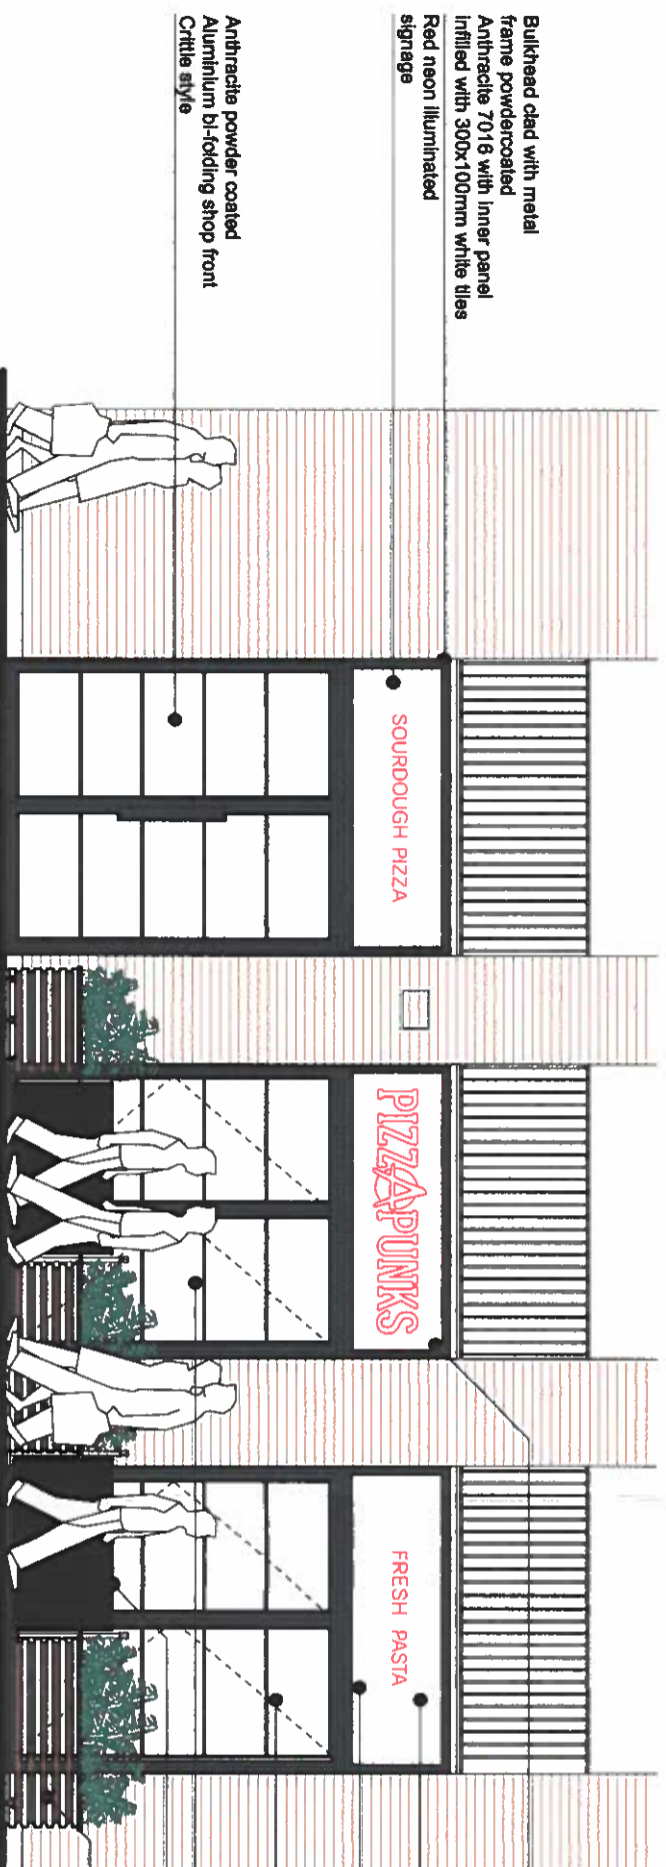 Bulkhead clad with metal
frame powdercoated
Anthracite 7016 with inner panel
infilled with 300x100mm white tiles
Red neon illuminated
signage
Anthracite powder coated
Aluminium bi-folding shop front
Crittle style
SOURDOUGH PIZZA
PIZZAPUNKS
FRESH PASTA